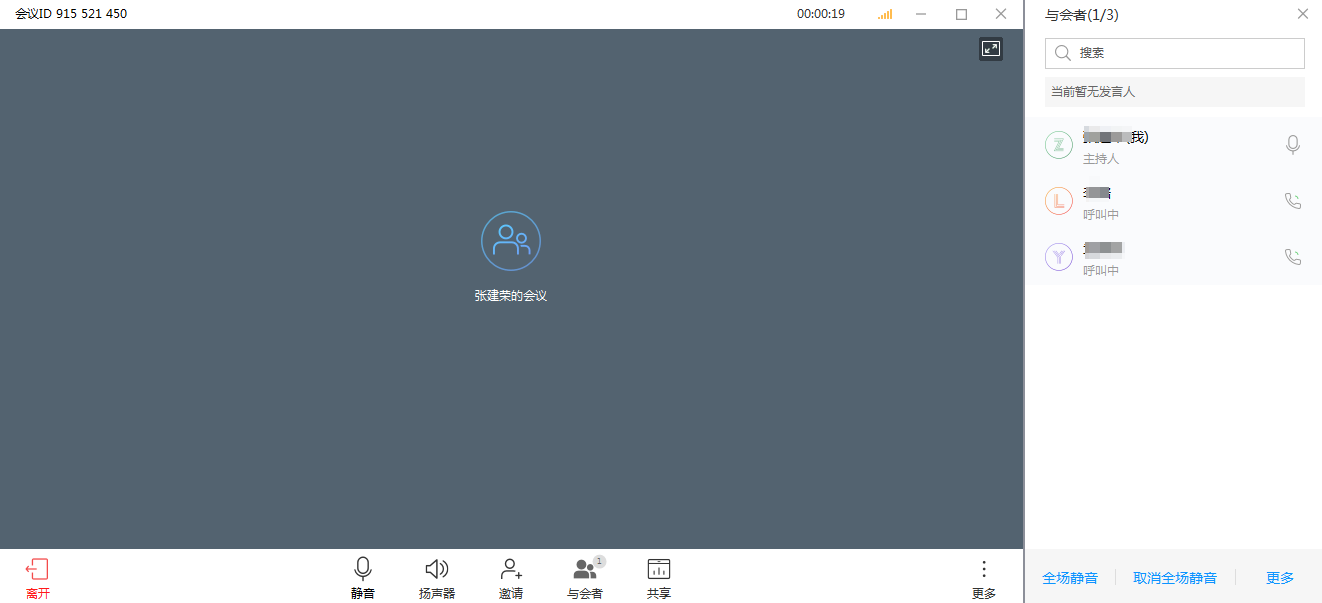 会议ID 915 521 450
00:00:19
张建荣的会议
离开
静音
扬声器
邀请
1
与会者
共享
更多
与会者(1/3)
搜索
当前暂无发言人
Z
(我)
主持人
L
呼叫中
Y
呼叫中
全场静音
取消全场静音
更多